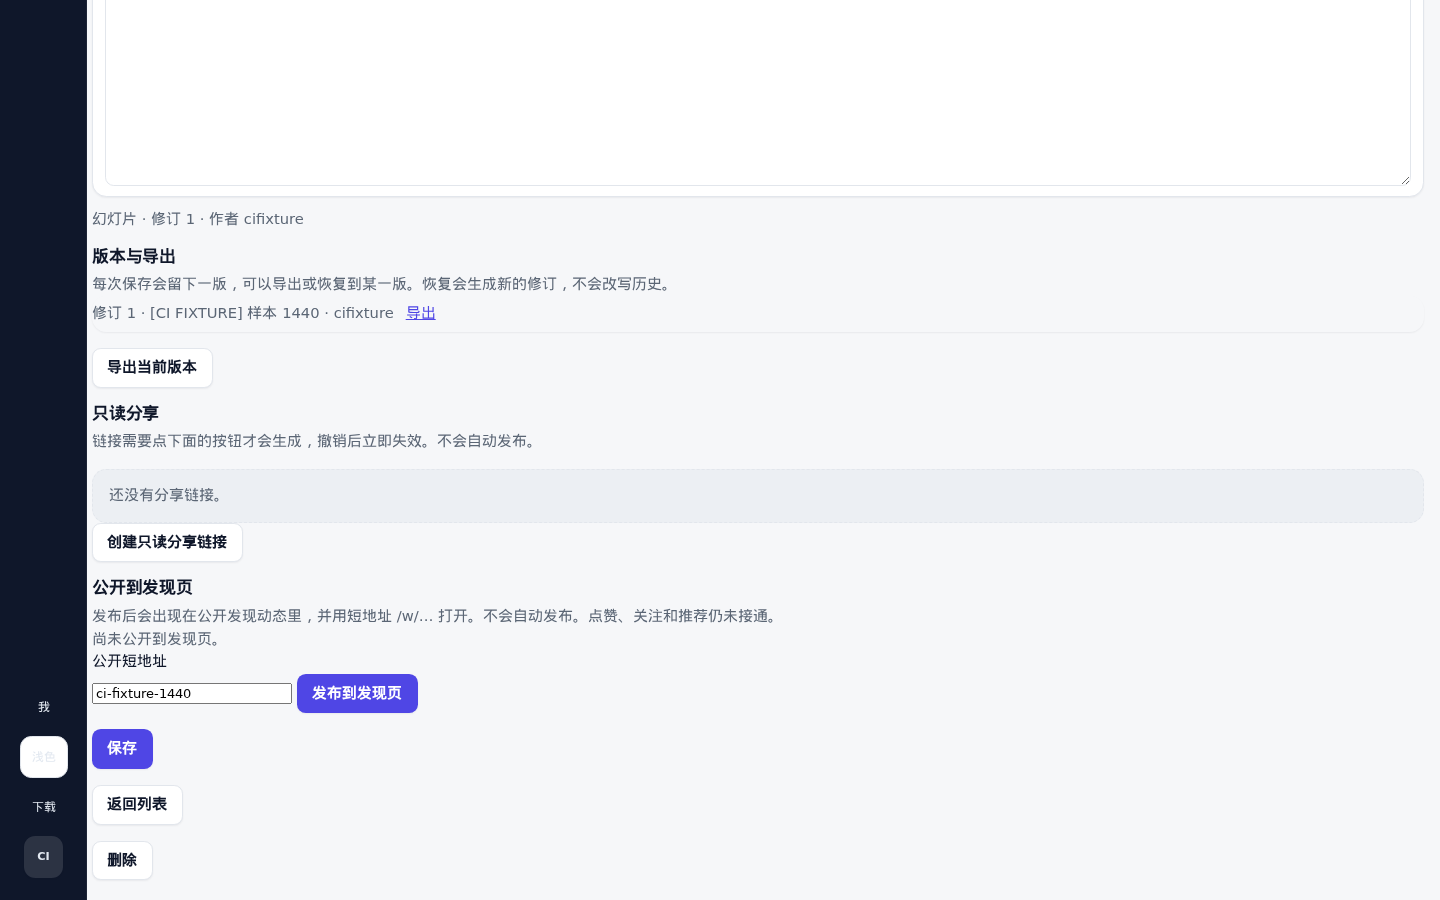 幻灯片 · 修订 1 · 作者 cifixture
版本与导出
每次保存会留下一版，可以导出或恢复到某一版。恢复会生成新的修订，不会改写历史。
修订 1 · [CI FIXTURE] 样本 1440 · cifixture 导出
导出当前版本
只读分享
链接需要点下面的按钮才会生成，撤销后立即失效。不会自动发布。
还没有分享链接。
创建只读分享链接
公开到发现页
发布后会出现在公开发现动态里，并用短地址 /w/… 打开。不会自动发布。点赞、关注和推荐仍未接通。
尚未公开到发现页。
公开短地址
ci-fixture-1440 发布到发现页
保存
返回列表
删除
我
浅色
下载
CI